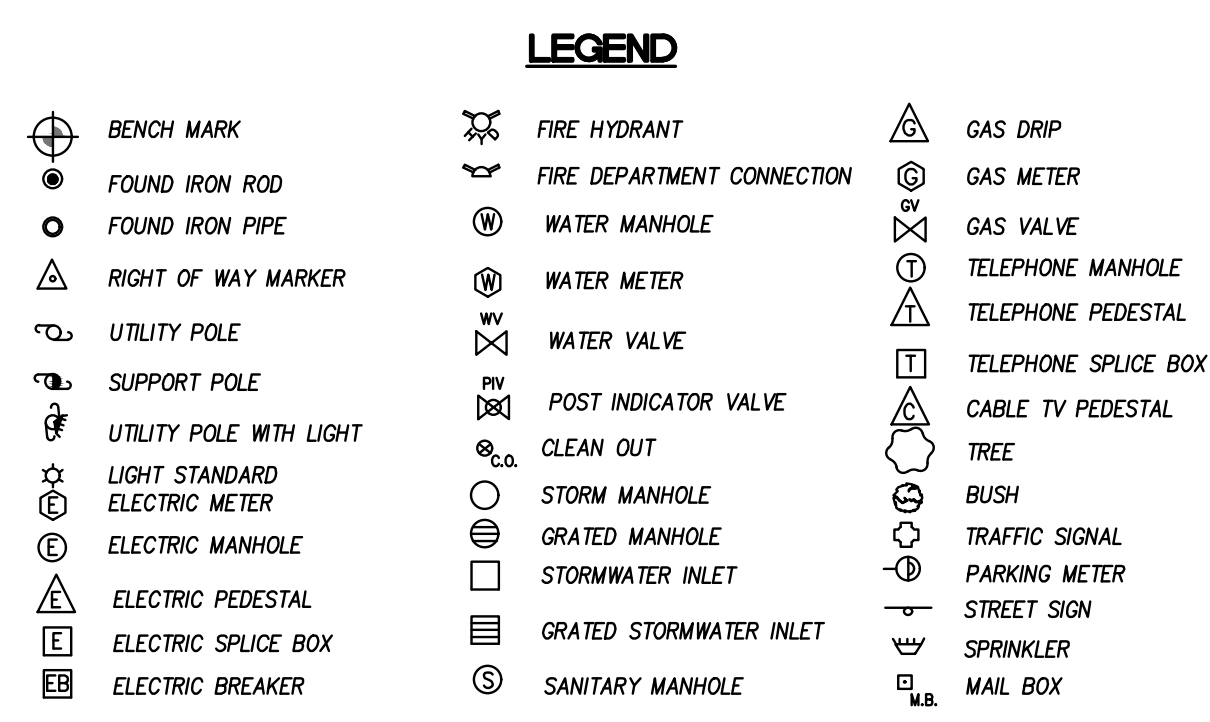 LEGEND
BENCH MARK
FOUND IRON ROD
FOUND IRON PIPE
RIGHT OF WAY MARKER
UTILITY POLE
SUPPORT POLE
UTILITY POLE WITH LIGHT
LIGHT STANDARD
E ELECTRIC METER
E ELECTRIC MANHOLE
E ELECTRIC PEDESTAL
E ELECTRIC SPLICE BOX
EB ELECTRIC BREAKER
FIRE HYDRANT
FIRE DEPARTMENT CONNECTION
W WATER MANHOLE
W WATER METER
WV
WATER VALVE
PIV
POST INDICATOR VALVE
C.O. CLEAN OUT
STORM MANHOLE
GRATED MANHOLE
STORMWATER INLET
GRATED STORMWATER INLET
S SANITARY MANHOLE
G GAS DRIP
G GAS METER
GV
GAS VALVE
T TELEPHONE MANHOLE
T TELEPHONE PEDESTAL
T TELEPHONE SPLICE BOX
C CABLE TV PEDESTAL
TREE
BUSH
TRAFFIC SIGNAL
PARKING METER
STREET SIGN
SPRINKLER
M.B. MAIL BOX